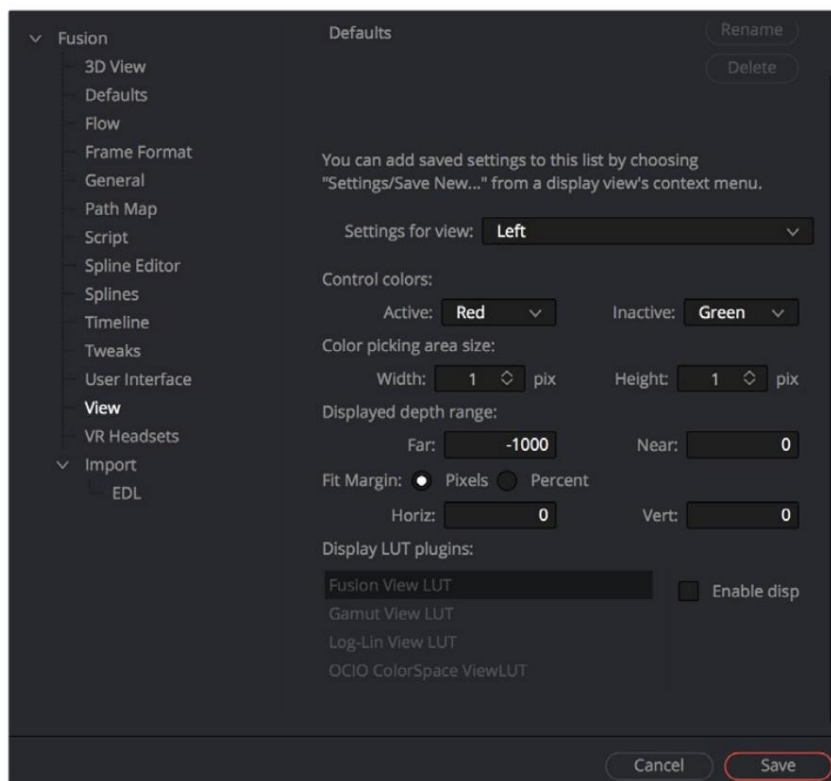 Fusion
3D View
Defaults
Flow
Frame Format
General
Path Map
Script
Spline Editor
Splines
Timeline
Tweaks
User Interface
View
VR Headsets
Import
EDL
Defaults
Rename
Delete
You can add saved settings to this list by choosing
"Settings/Save New..." from a display view's context menu.
Settings for view: Left
Control colors:
Active: Red Inactive: Green
Color picking area size:
Width: 1 pix Height: 1 pix
Displayed depth range:
Far: -1000 Near: 0
Fit Margin: Pixels Percent
Horiz: 0 Vert: 0
Display LUT plugins:
Fusion View LUT
Enable disp
Gamut View LUT
Log-Lin View LUT
OCIO ColorSpace ViewLUT
Cancel Save